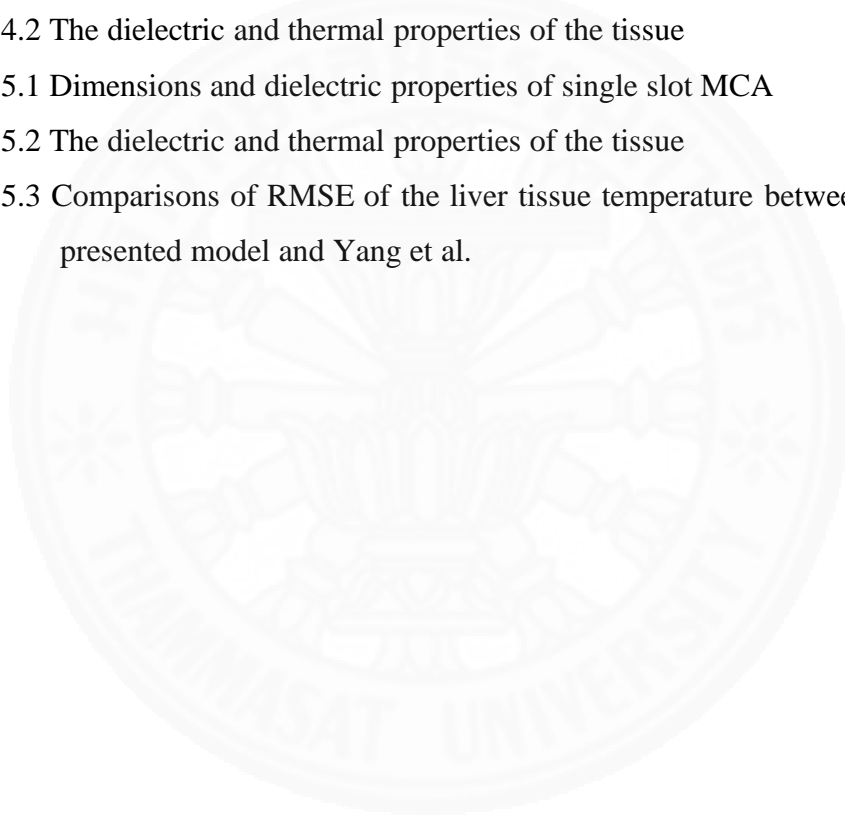 4.2 The dielectric and thermal properties of the tissue
5.1 Dimensions and dielectric properties of single slot MCA
5.2 The dielectric and thermal properties of the tissue
5.3 Comparisons of RMSE of the liver tissue temperature betwee
presented model and Yang et al.
THAMMASAT UNIVERSITY